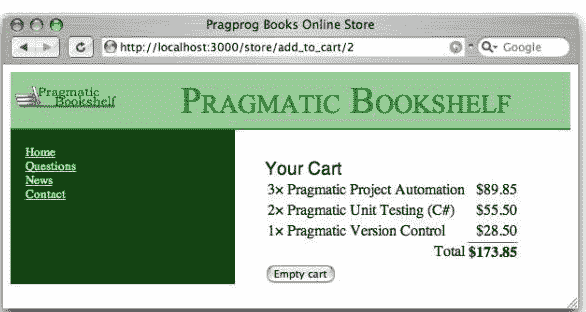 Pragprog Books Online Store
http://localhost:3000/store/add_to_cart/2
Google
Pragmatic
Bookshelf
PRAGMATIC BOOKSHELF
Home
Questions
News
Contact
Your Cart
3× Pragmatic Project Automation $89.85
2× Pragmatic Unit Testing (C#) $55.50
1× Pragmatic Version Control $28.50
Total $173.85
Empty cart